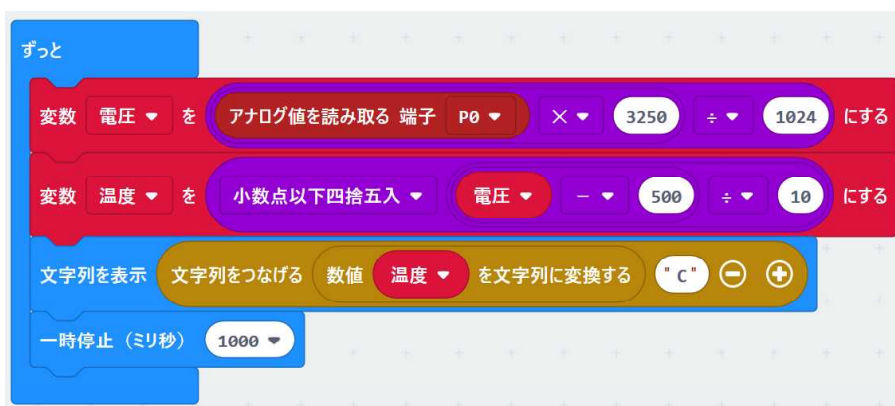 ずっと
変数 電圧 を アナログ値を読み取る 端子 P0 × 3250 ÷ 1024 にする
変数 温度 を 小数点以下四捨五入 電圧 - 500 ÷ 10 にする
文字列を表示 文字列をつなげる 数値 温度 を文字列に変換する "C"
一時停止（ミリ秒） 1000